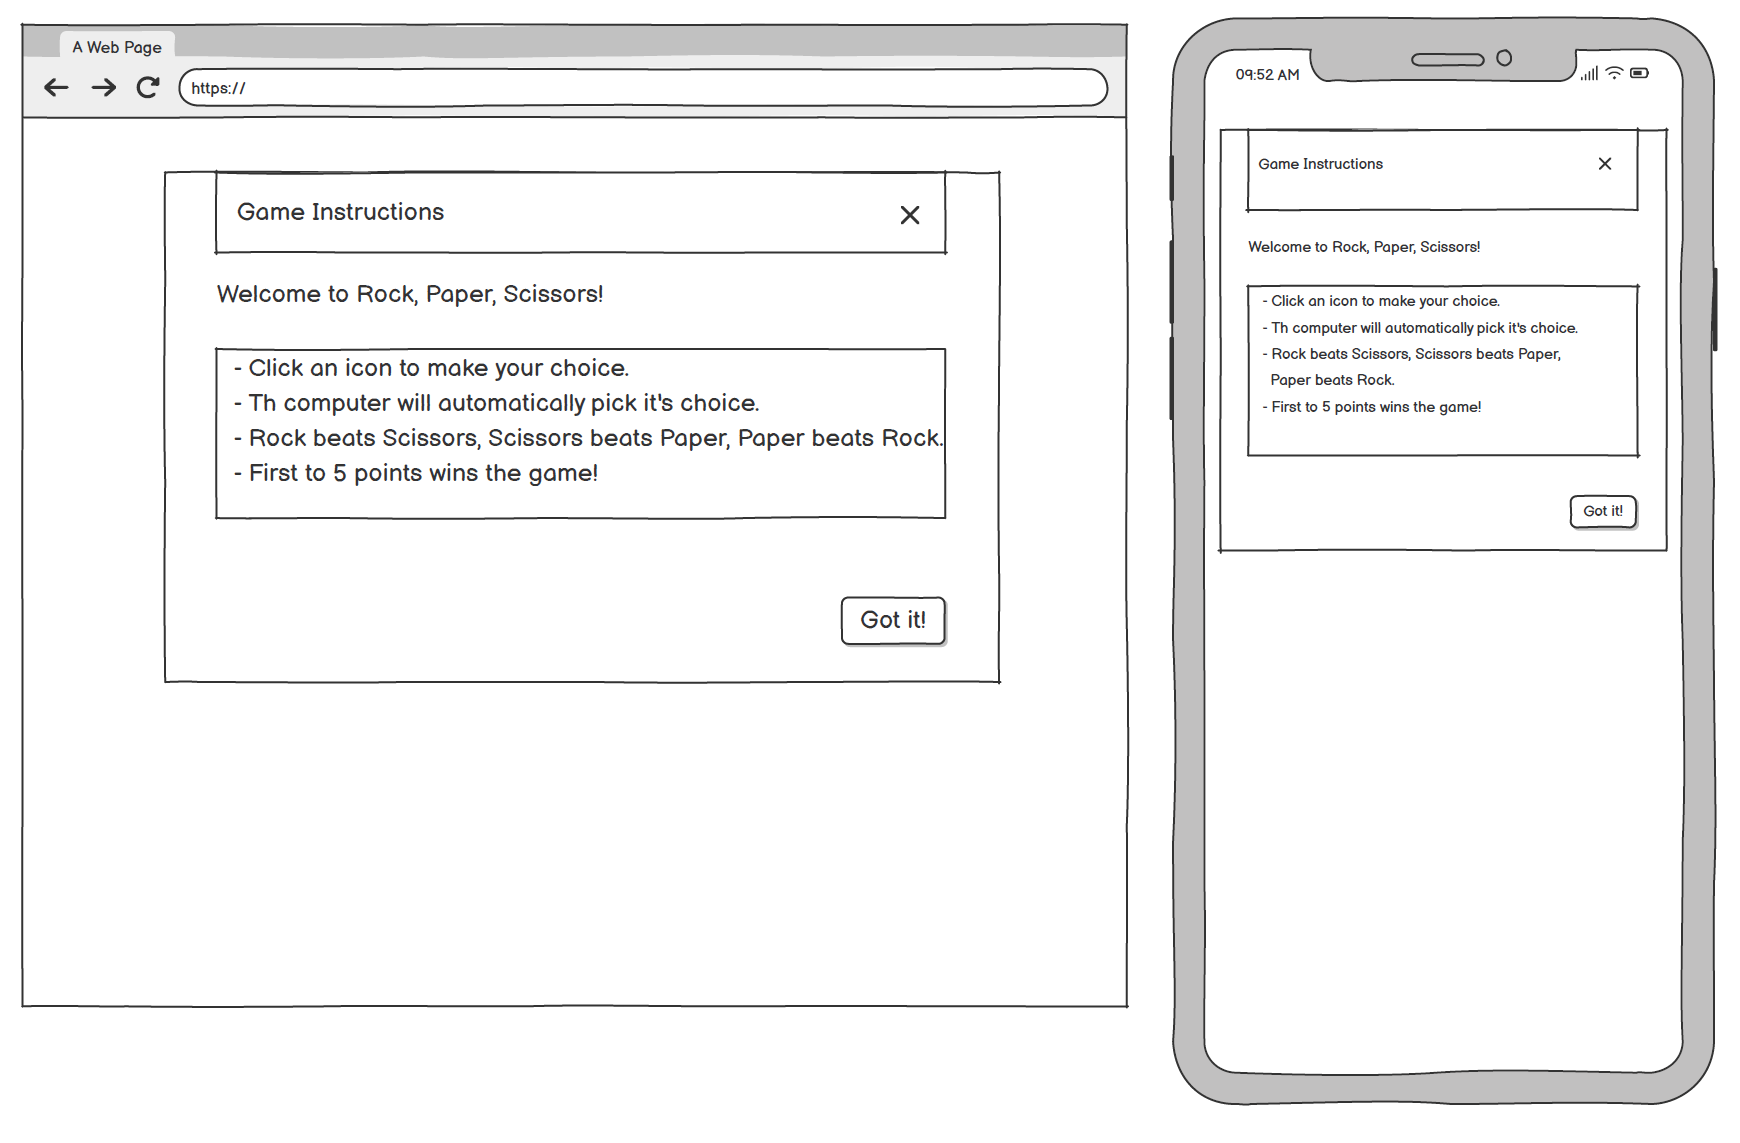 A Web Page
https://
Game Instructions
Welcome to Rock, Paper, Scissors!
- Click an icon to make your choice.
- Th computer will automatically pick it's choice.
- Rock beats Scissors, Scissors beats Paper, Paper beats Rock.
- First to 5 points wins the game!
Got it!
09:52 AM
Game Instructions
Welcome to Rock, Paper, Scissors!
- Click an icon to make your choice.
- Th computer will automatically pick it's choice.
- Rock beats Scissors, Scissors beats Paper,
Paper beats Rock.
- First to 5 points wins the game!
Got it!